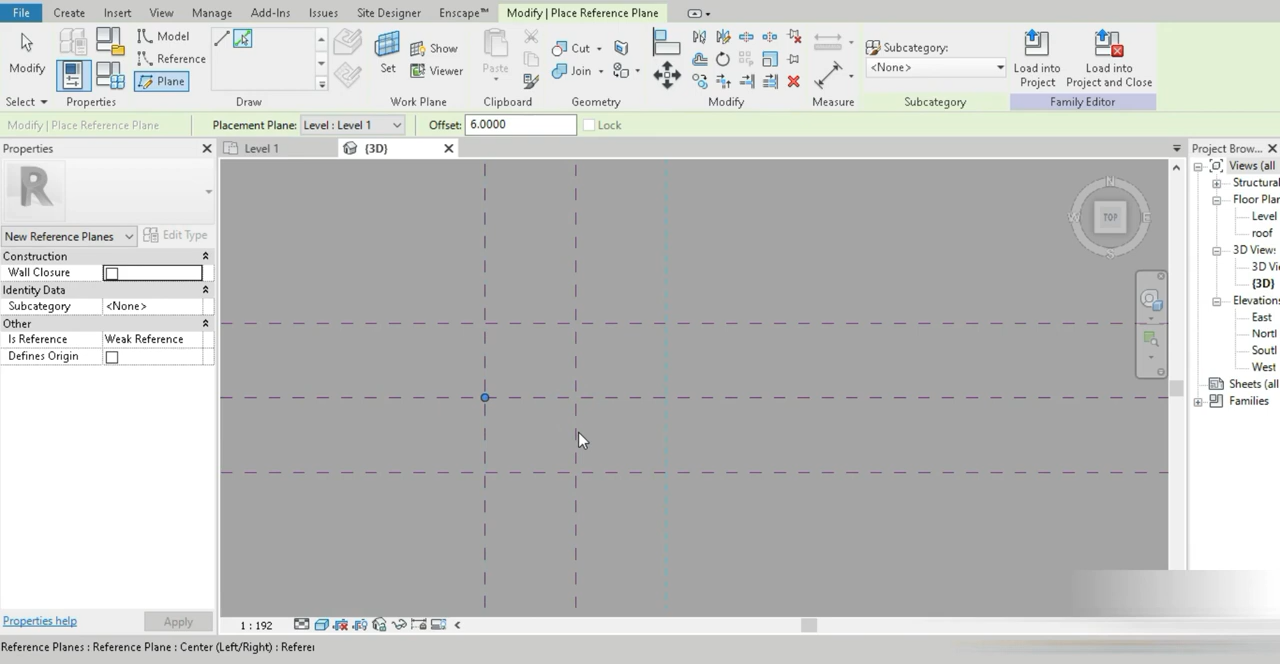 File Create Insert View Manage Add-Ins Issues Site Designer Enscape™ Modify | Place Reference Plane
Modify
Model
Reference
Plane
Set
Show
Viewer
Paste
Cut
Join
Subcategory:
<None>
Load into
Project
Load into
Project and Close
Select Properties Draw Work Plane Clipboard Geometry Modify Measure Subcategory Family Editor
Modify | Place Reference Plane Placement Plane: Level : Level 1 Offset: 6.0000 Lock
Properties
Level 1
{3D}
Project Brow...
R
New Reference Planes Edit Type
Construction
Wall Closure
Identity Data
Subcategory <None>
Other
Is Reference Weak Reference
Defines Origin
N
W TOP E
S
Views (all
Structural
Floor Plan
Level
roof
3D View:
3D Vi
{3D}
Elevations
East
North
South
West
Sheets (all
Families
Properties help Apply
1 : 192
Reference Planes : Reference Plane : Center (Left/Right) : Refere